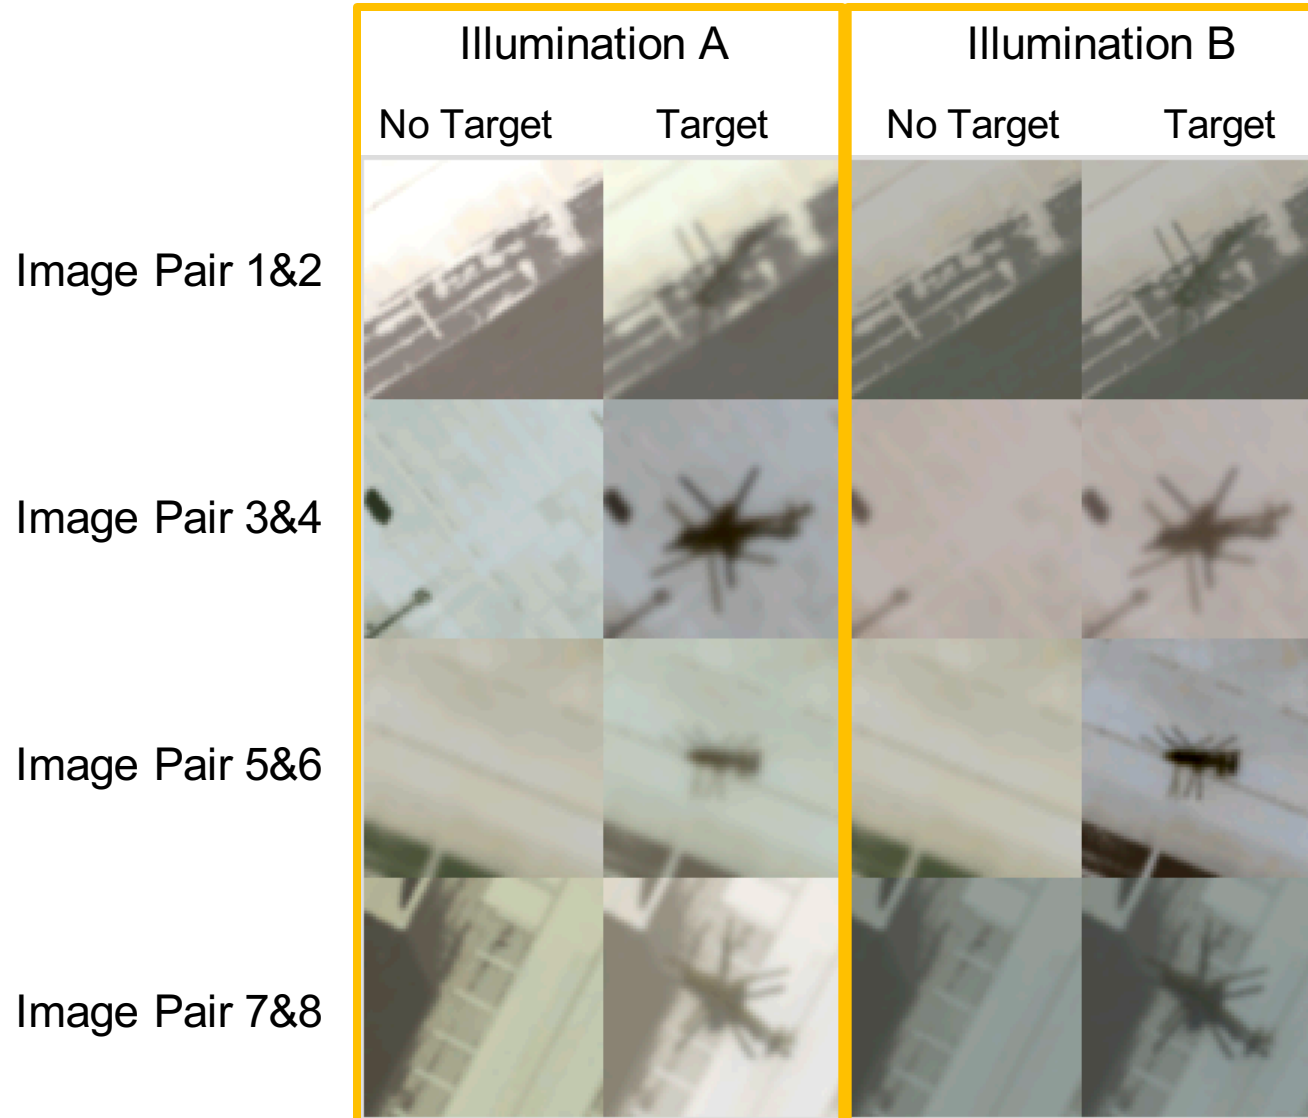 Illumination A
Illumination B
No Target
Target
No Target
Target
Image Pair 1&2
Image Pair 3&4
Image Pair 5&6
Image Pair 7&8